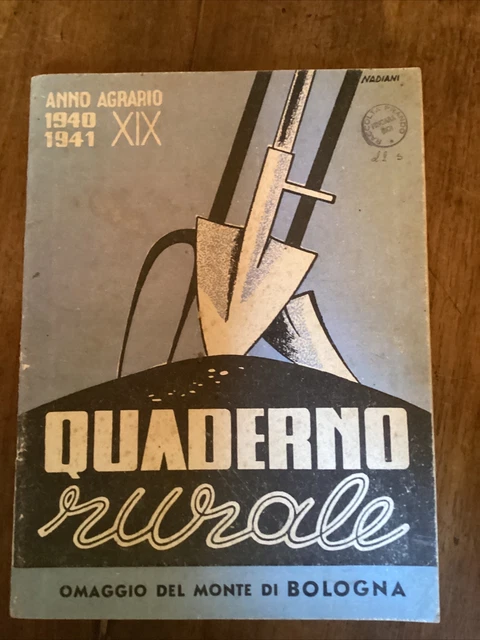 NADIANI
ANNO AGRARIO
1940
1941 XIX
QUADERNO
rurale
OMAGGIO DEL MONTE DI BOLOGNA